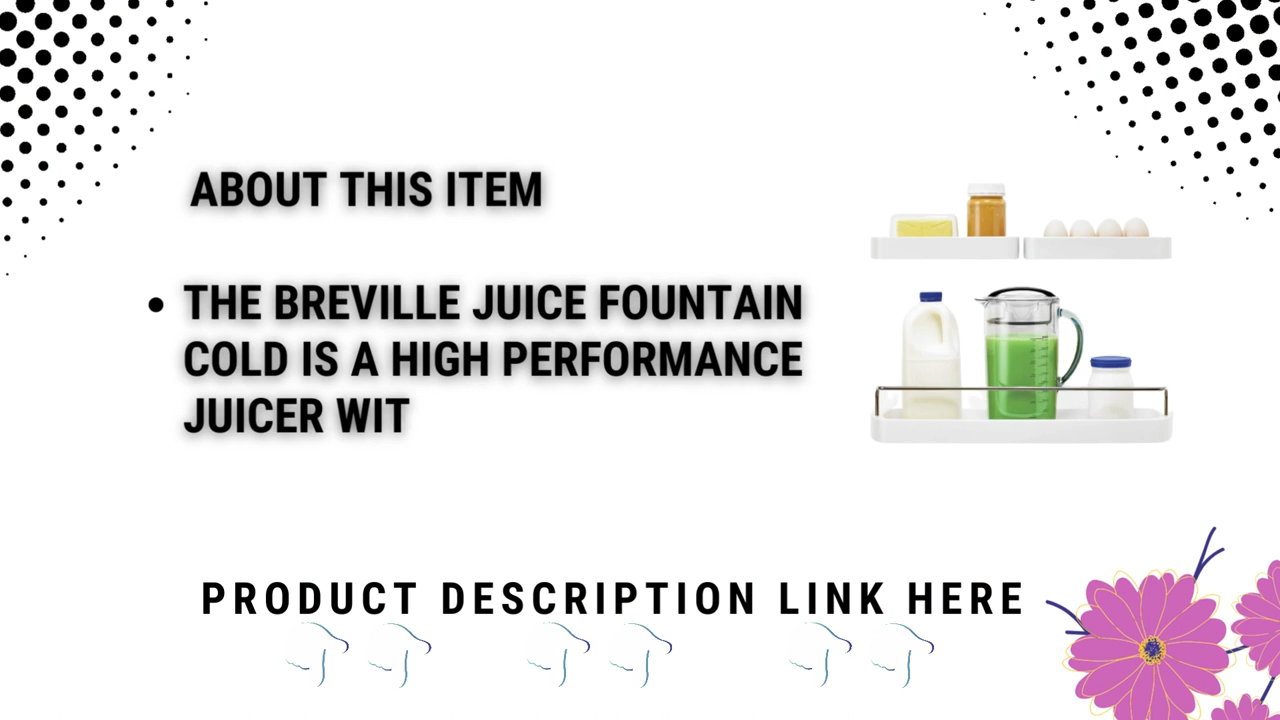 ABOUT THIS ITEM
• THE BREVILLE JUICE FOUNTAIN
COLD IS A HIGH PERFORMANCE
JUICER WIT
PRODUCT DESCRIPTION LINK HERE